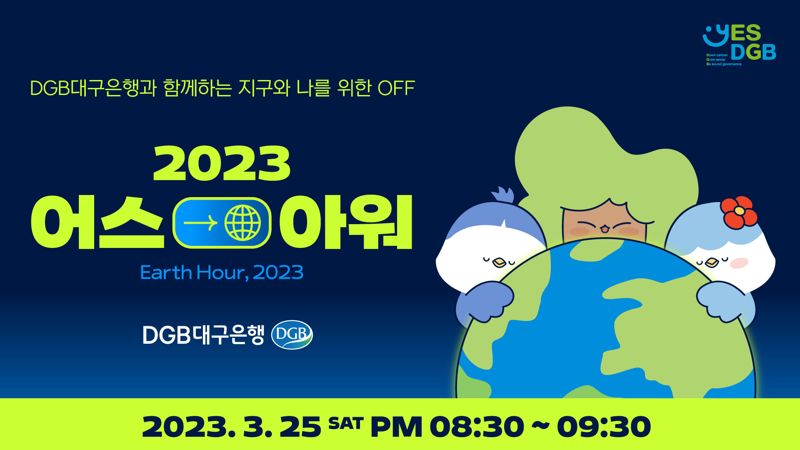 YES
DGB
DGB대구은행과 함께하는 지구와 나를 위한 OFF
2023
어스 아워
Earth Hour, 2023
DGB대구은행 DGB
2023. 3. 25 SAT PM 08:30 ~ 09:30